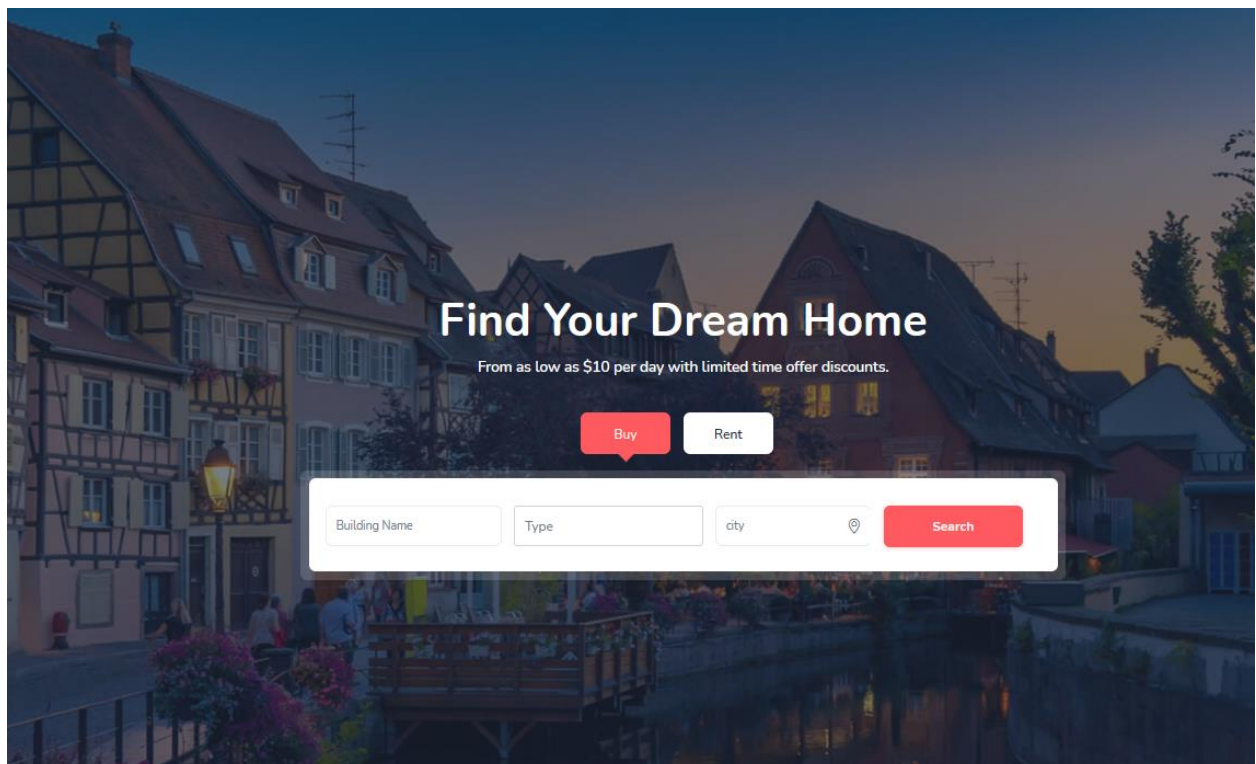 Find Your Dream Home
From as low as $10 per day with limited time offer discounts.
Buy Rent
Building Name Type city Search